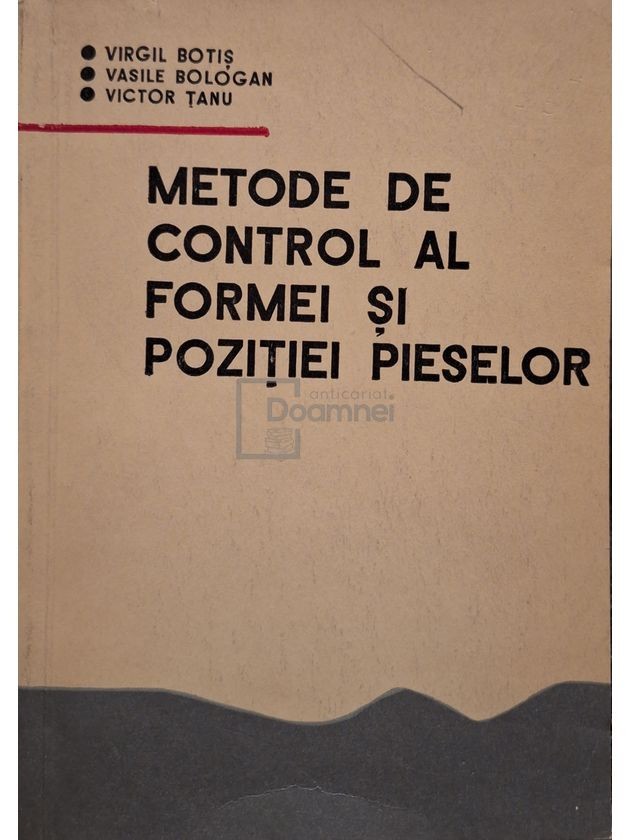 VIRGIL BOTIȘ
VASILE BOLOGAN
VICTOR ȚANU
METODE DE
CONTROL AL
FORMEI ȘI
POZIȚIEI PIESELOR
anticariat
Doamnei